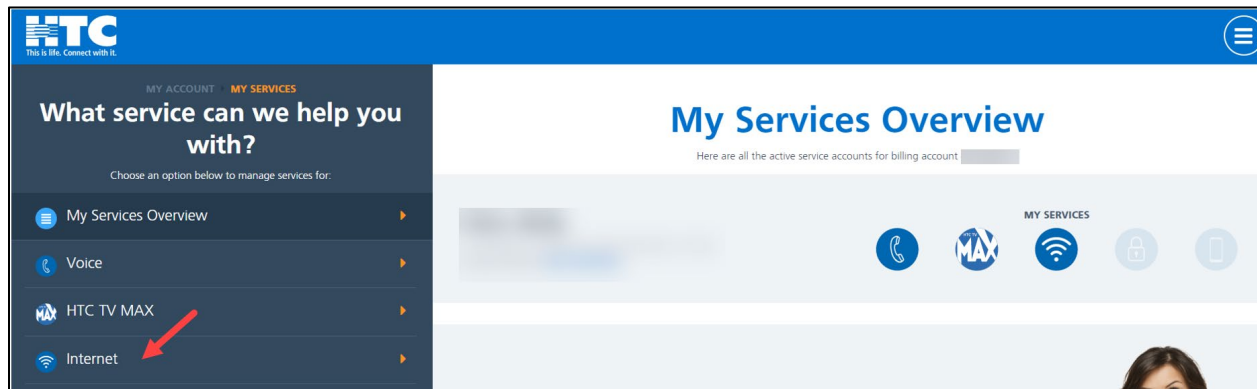 HTC
This is life. Connect with it.
MY ACCOUNT MY SERVICES
What service can we help you
with?
Choose an option below to manage services for:
My Services Overview
Voice
HTC TV MAX
Internet
My Services Overview
Here are all the active service accounts for billing account
MY SERVICES
HTC TV
MAX